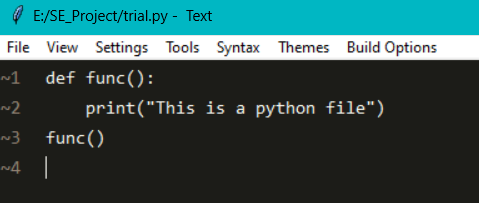 E:/SE_Project/trial.py - Text
File View Settings Tools Syntax Themes Build Options
~1 def func():
~2     print("This is a python file")
~3 func()
~4